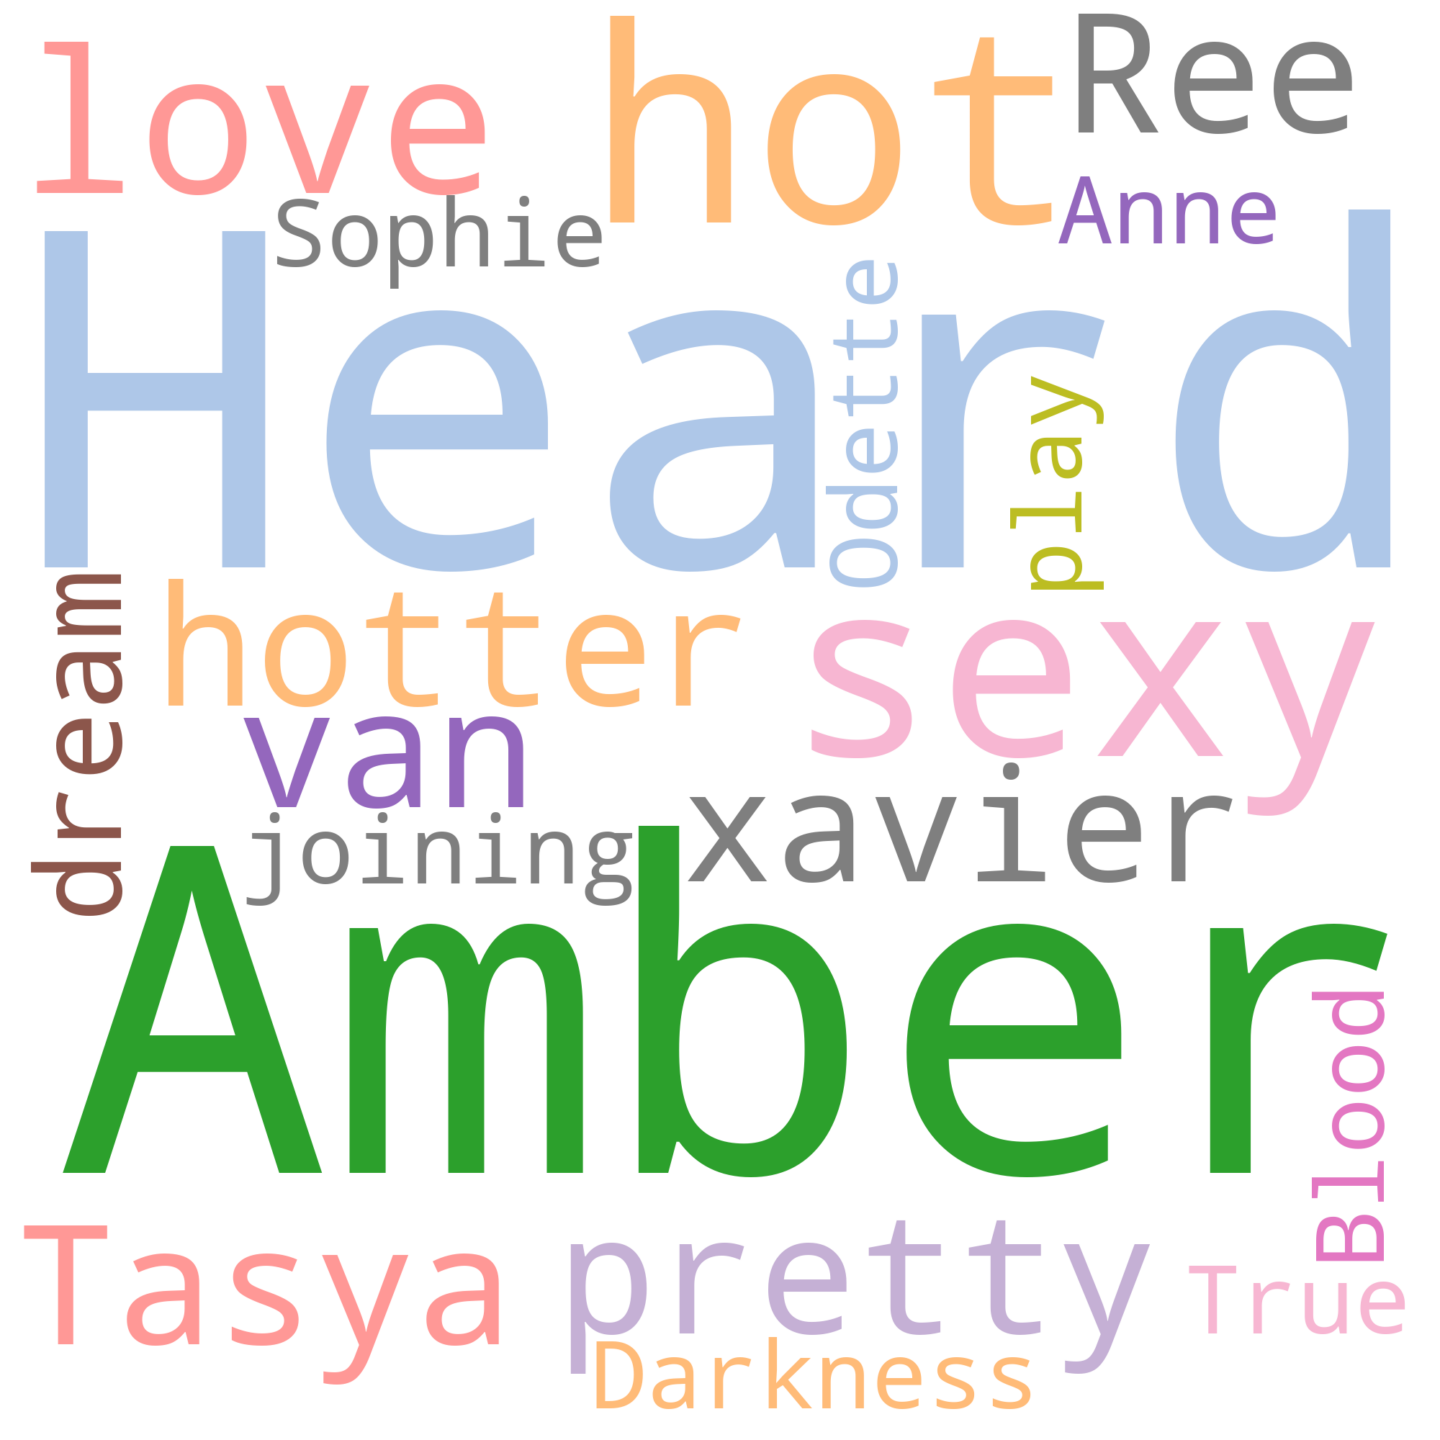 love
hot
Ree
Sophie
Anne
Heard
Odette
play
dream
hotter
sexy
van
xavier
joining
Amber
Blood
Tasya
pretty
True
Darkness